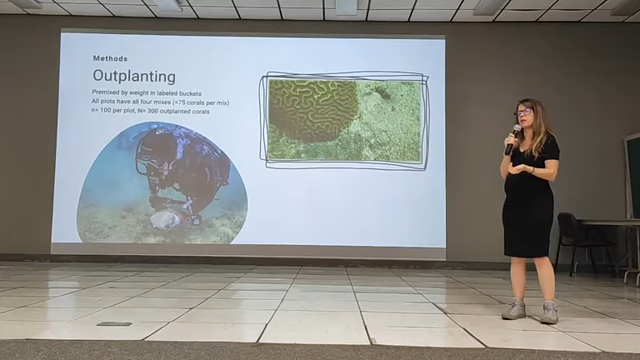 Methods
Outplanting
Premixed by weight in labeled buckets
All plots have all four mixes (≈75 corals per mix)
n= 100 per plot, N= 300 outplanted corals